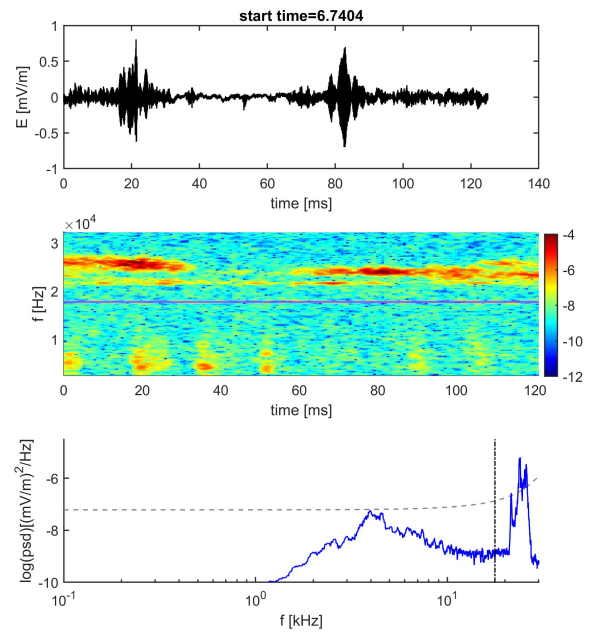 start time=6.7404
1
0.5
0
-0.5
-1
E [mV/m]
0 20 40 60 80 100 120 140
time [ms]
×10^4
3
2
1
f [Hz]
-4
-6
-8
-10
-12
0 20 40 60 80 100 120
time [ms]
-6
-8
-10
log(psd)[(mV/m)^2/Hz]
10^-1 10^0 10^1
f [kHz]